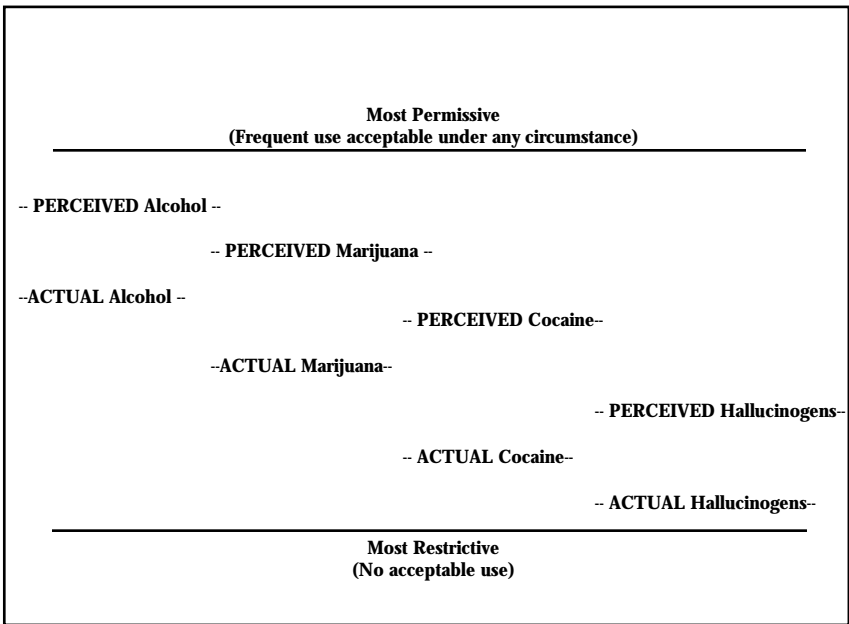 Most Permissive
(Frequent use acceptable under any circumstance)
-- PERCEIVED Alcohol --
-- PERCEIVED Marijuana --
--ACTUAL Alcohol --
-- PERCEIVED Cocaine--
--ACTUAL Marijuana--
-- PERCEIVED Hallucinogens--
-- ACTUAL Cocaine--
-- ACTUAL Hallucinogens--
Most Restrictive
(No acceptable use)